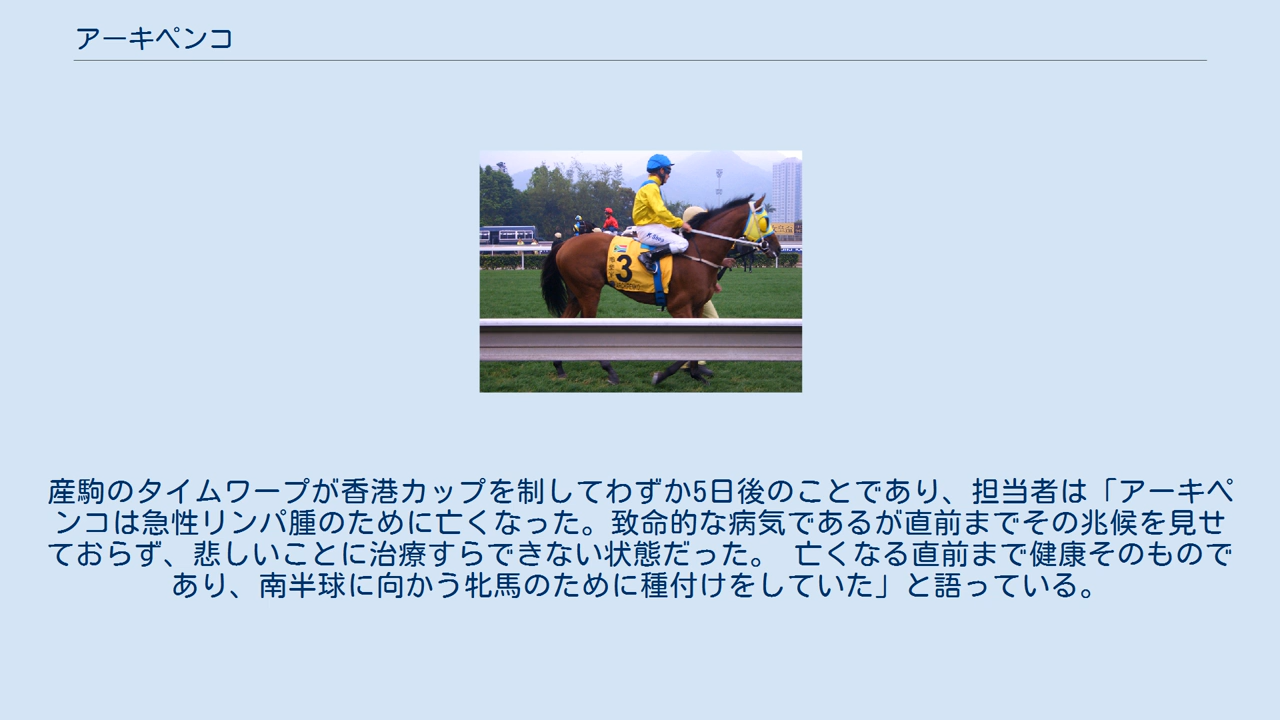 アーキペンコ
3
産駒のタイムワープが香港カップを制してわずか5日後のことであり、担当者は「アーキペ
ンコは急性リンパ腫のために亡くなった。致命的な病気であるが直前までその兆候を見せ
ておらず、悲しいことに治療すらできない状態だった。 亡くなる直前まで健康そのもので
あり、南半球に向かう牝馬のために種付けをしていた」と語っている。